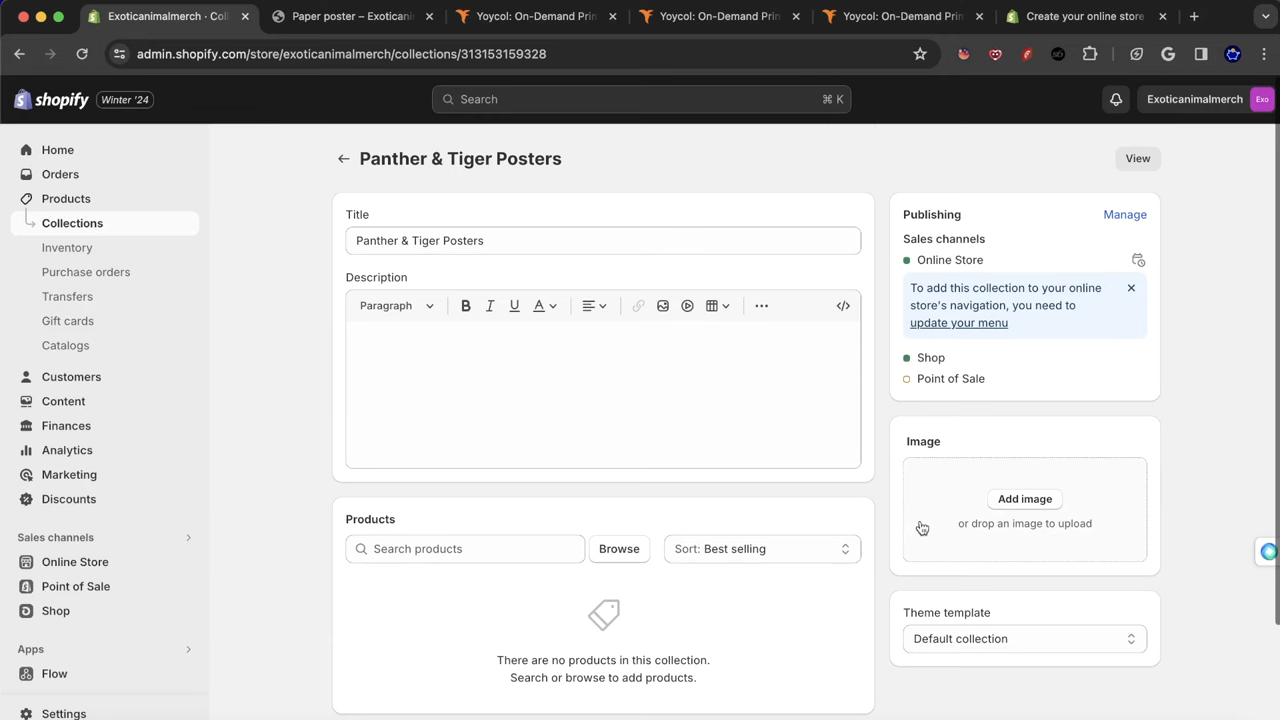 Exoticanimalmerch · Coll
Paper poster – Exoticanim
Yoycol: On-Demand Prin
Yoycol: On-Demand Print
Yoycol: On-Demand Prin
Create your online store
admin.shopify.com/store/exoticanimalmerch/collections/313153159328
shopify
Winter '24
Search
⌘ K
Exoticanimalmerch
Exo
Home
Orders
Products
Collections
Inventory
Purchase orders
Transfers
Gift cards
Catalogs
Customers
Content
Finances
Analytics
Marketing
Discounts
Sales channels
Online Store
Point of Sale
Shop
Apps
Flow
Settings
Panther & Tiger Posters
View
Title
Panther & Tiger Posters
Description
Paragraph
B I U A
Products
Search products
Browse
Sort: Best selling
There are no products in this collection.
Search or browse to add products.
Publishing
Manage
Sales channels
Online Store
To add this collection to your online
store's navigation, you need to
update your menu
Shop
Point of Sale
Image
Add image
or drop an image to upload
Theme template
Default collection